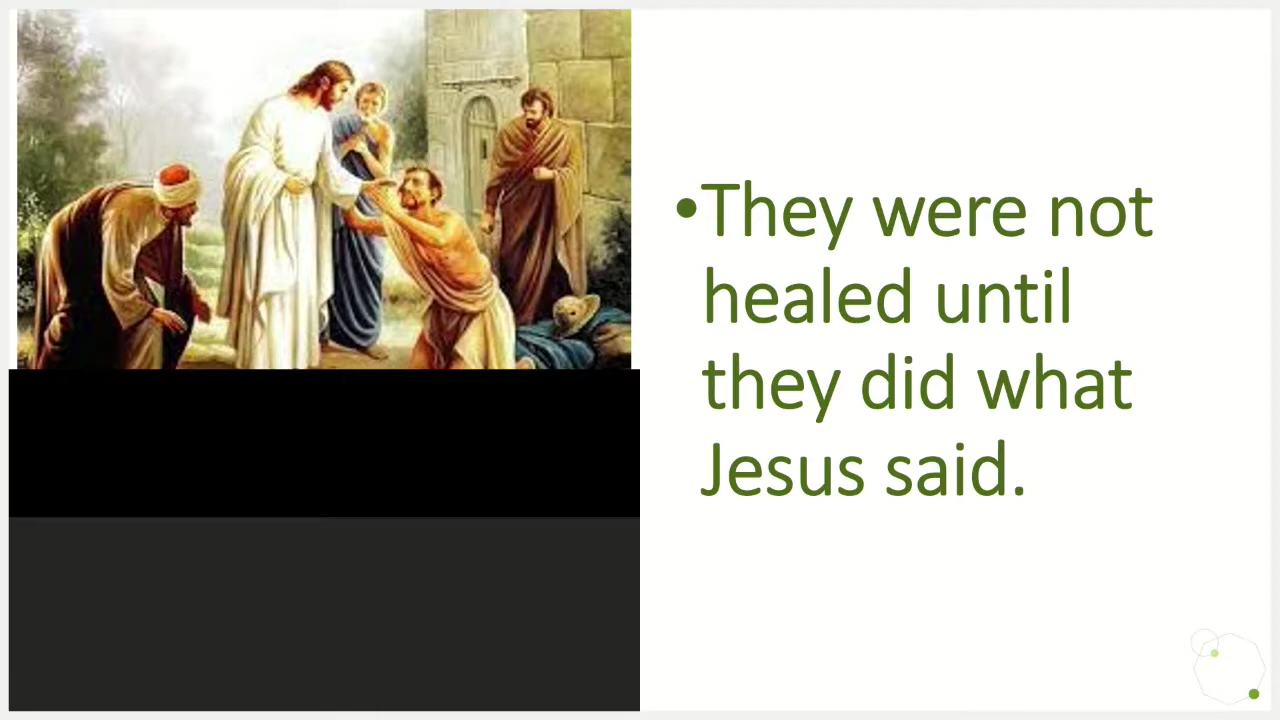 •They were not
healed until
they did what
Jesus said.